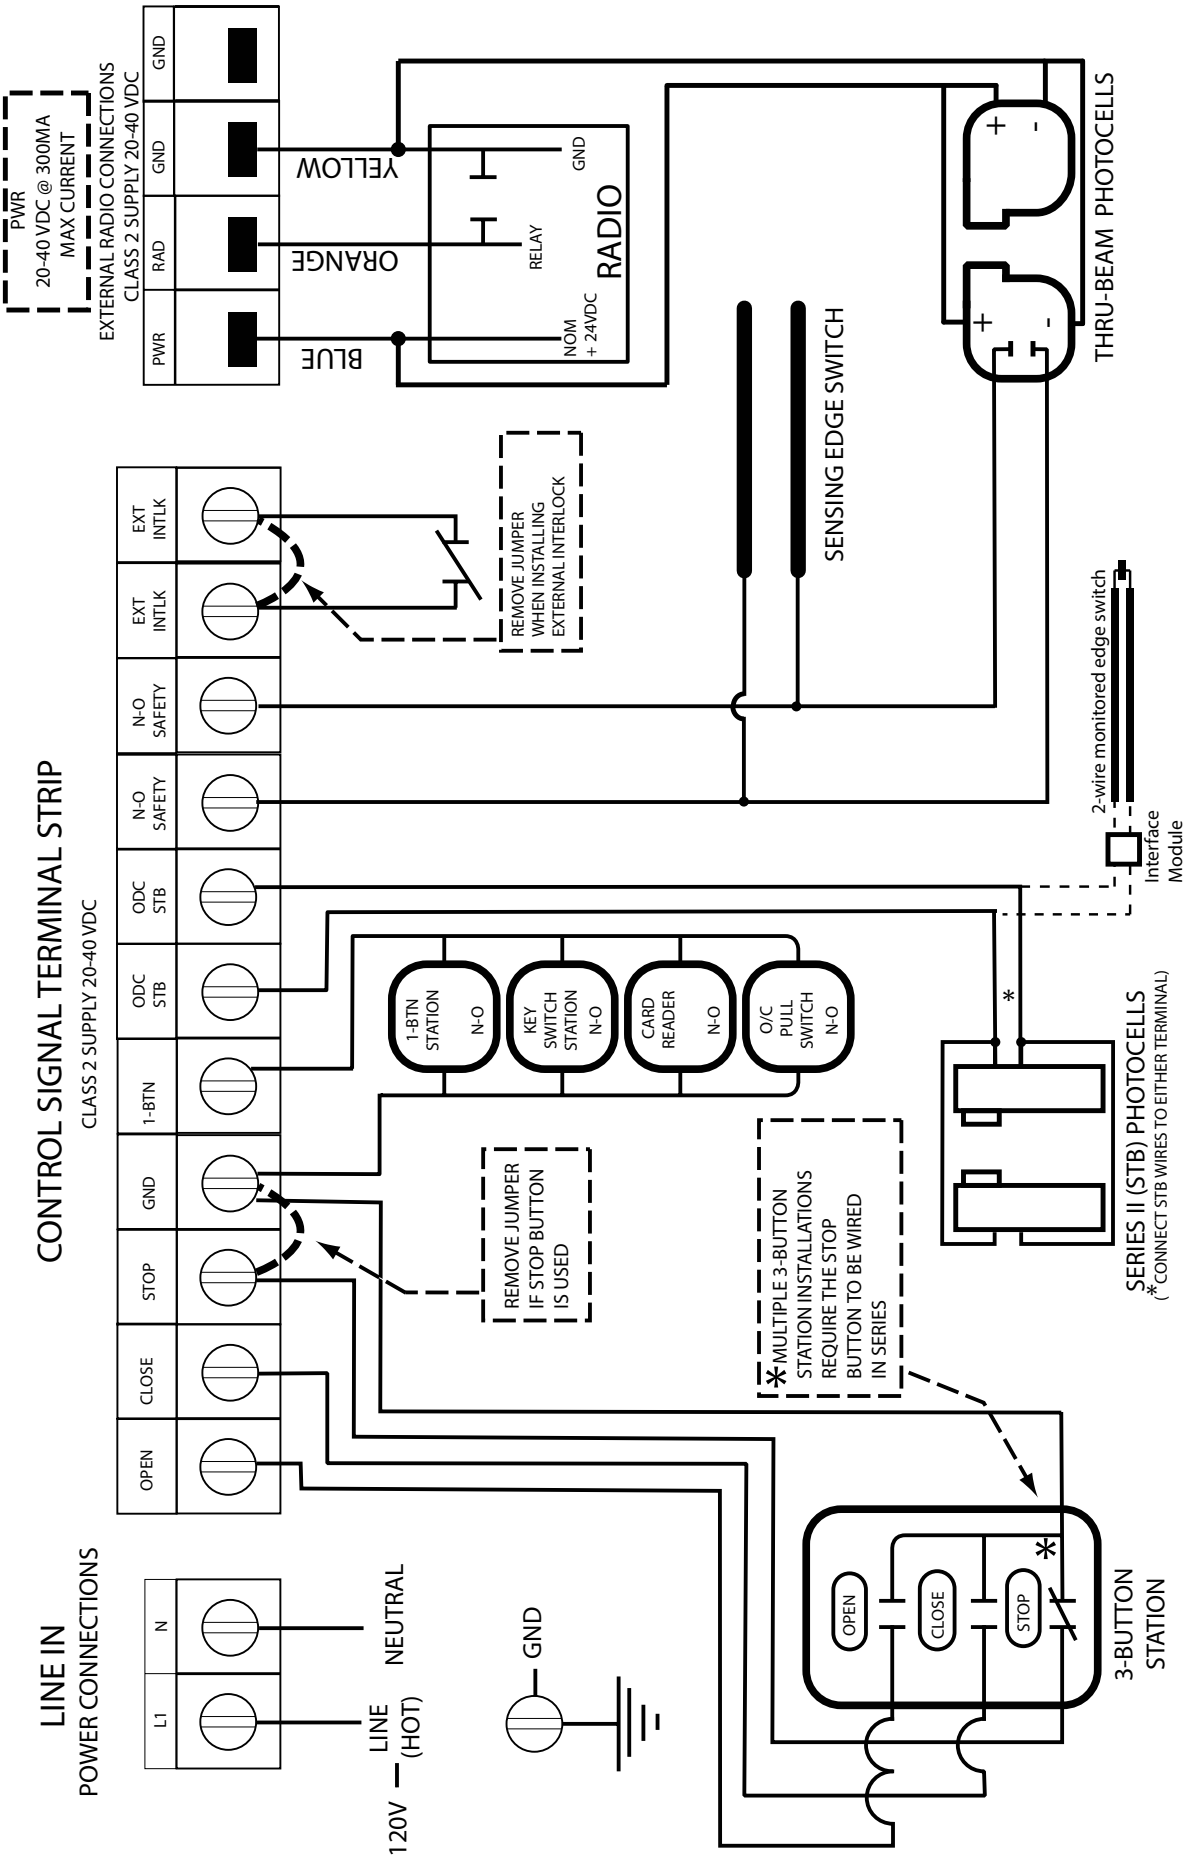 LINE IN
POWER CONNECTIONS
L1
N
120V
LINE
(HOT)
NEUTRAL
GND
CONTROL SIGNAL TERMINAL STRIP
CLASS 2 SUPPLY 20-40 VDC
OPEN
CLOSE
STOP
GND
1-BTN
ODC
STB
ODC
STB
N-O
SAFETY
N-O
SAFETY
EXT
INTLK
EXT
INTLK
PWR
20-40 VDC @ 300MA
MAX CURRENT
EXTERNAL RADIO CONNECTIONS
CLASS 2 SUPPLY 20-40 VDC
PWR
RAD
GND
GND
BLUE
ORANGE
YELLOW
NOM
+ 24VDC
RELAY
GND
RADIO
REMOVE JUMPER
IF STOP BUTTON
IS USED
REMOVE JUMPER
WHEN INSTALLING
EXTERNAL INTERLOCK
1-BTN
STATION
N-O
KEY
SWITCH
STATION
N-O
CARD
READER
N-O
O/C
PULL
SWITCH
N-O
*MULTIPLE 3-BUTTON
STATION INSTALLATIONS
REQUIRE THE STOP
BUTTON TO BE WIRED
IN SERIES
SENSING EDGE SWITCH
OPEN
CLOSE
STOP
*
3-BUTTON
STATION
*
SERIES II (STB) PHOTOCELLS
(*CONNECT STB WIRES TO EITHER TERMINAL)
2-wire monitored edge switch
Interface
Module
+
-
+
-
THRU-BEAM PHOTOCELLS